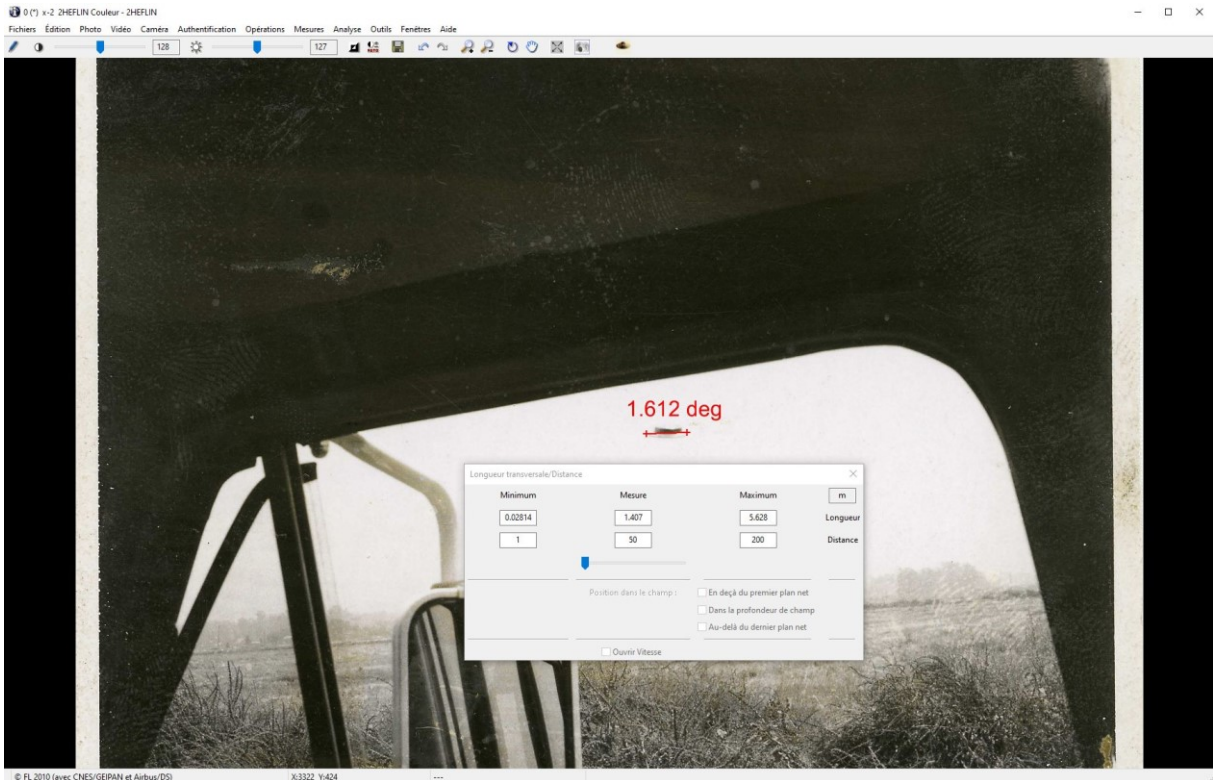 0 (*) x-2 2HEFLIN Couleur - 2HEFLIN
Fichiers Édition Photo Vidéo Caméra Authentification Opérations Mesures Analyse Outils Fenêtres Aide
128 127
1.612 deg
Longueur transversale/Distance
Minimum Mesure Maximum m
0.02814 1.407 5.628 Longueur
1 50 200 Distance
Position dans le champ : En deçà du premier plan net
Dans la profondeur de champ
Au-delà du dernier plan net
Ouvrir Vitesse
© FL 2010 (avec CNES/GEIPAN et Airbus/DS) X:3322 Y:424 ---